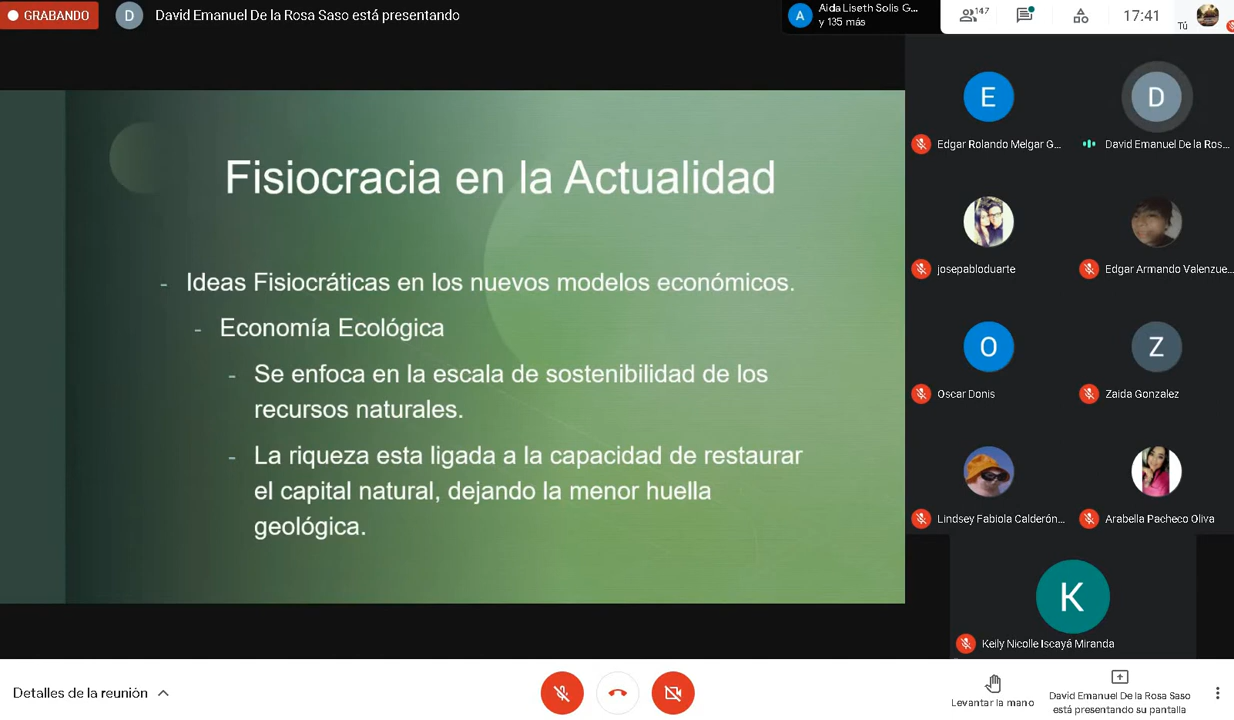 GRABANDO
D
David Emanuel De la Rosa Saso está presentando
A
Aida Liseth Solis G...
y 135 más
147
17:41
Tú
Fisiocracia en la Actualidad
- Ideas Fisiocráticas en los nuevos modelos económicos.
- Economía Ecológica
- Se enfoca en la escala de sostenibilidad de los
recursos naturales.
- La riqueza esta ligada a la capacidad de restaurar
el capital natural, dejando la menor huella
geológica.
E
Edgar Rolando Melgar G...
D
David Emanuel De la Ros...
josepabloduarte
Edgar Armando Valenzue...
O
Oscar Donis
Z
Zaida Gonzalez
Lindsey Fabiola Calderón...
Arabella Pacheco Oliva
K
Keily Nicolle Iscayá Miranda
Detalles de la reunión
Levantar la mano
David Emanuel De la Rosa Saso
está presentando su pantalla